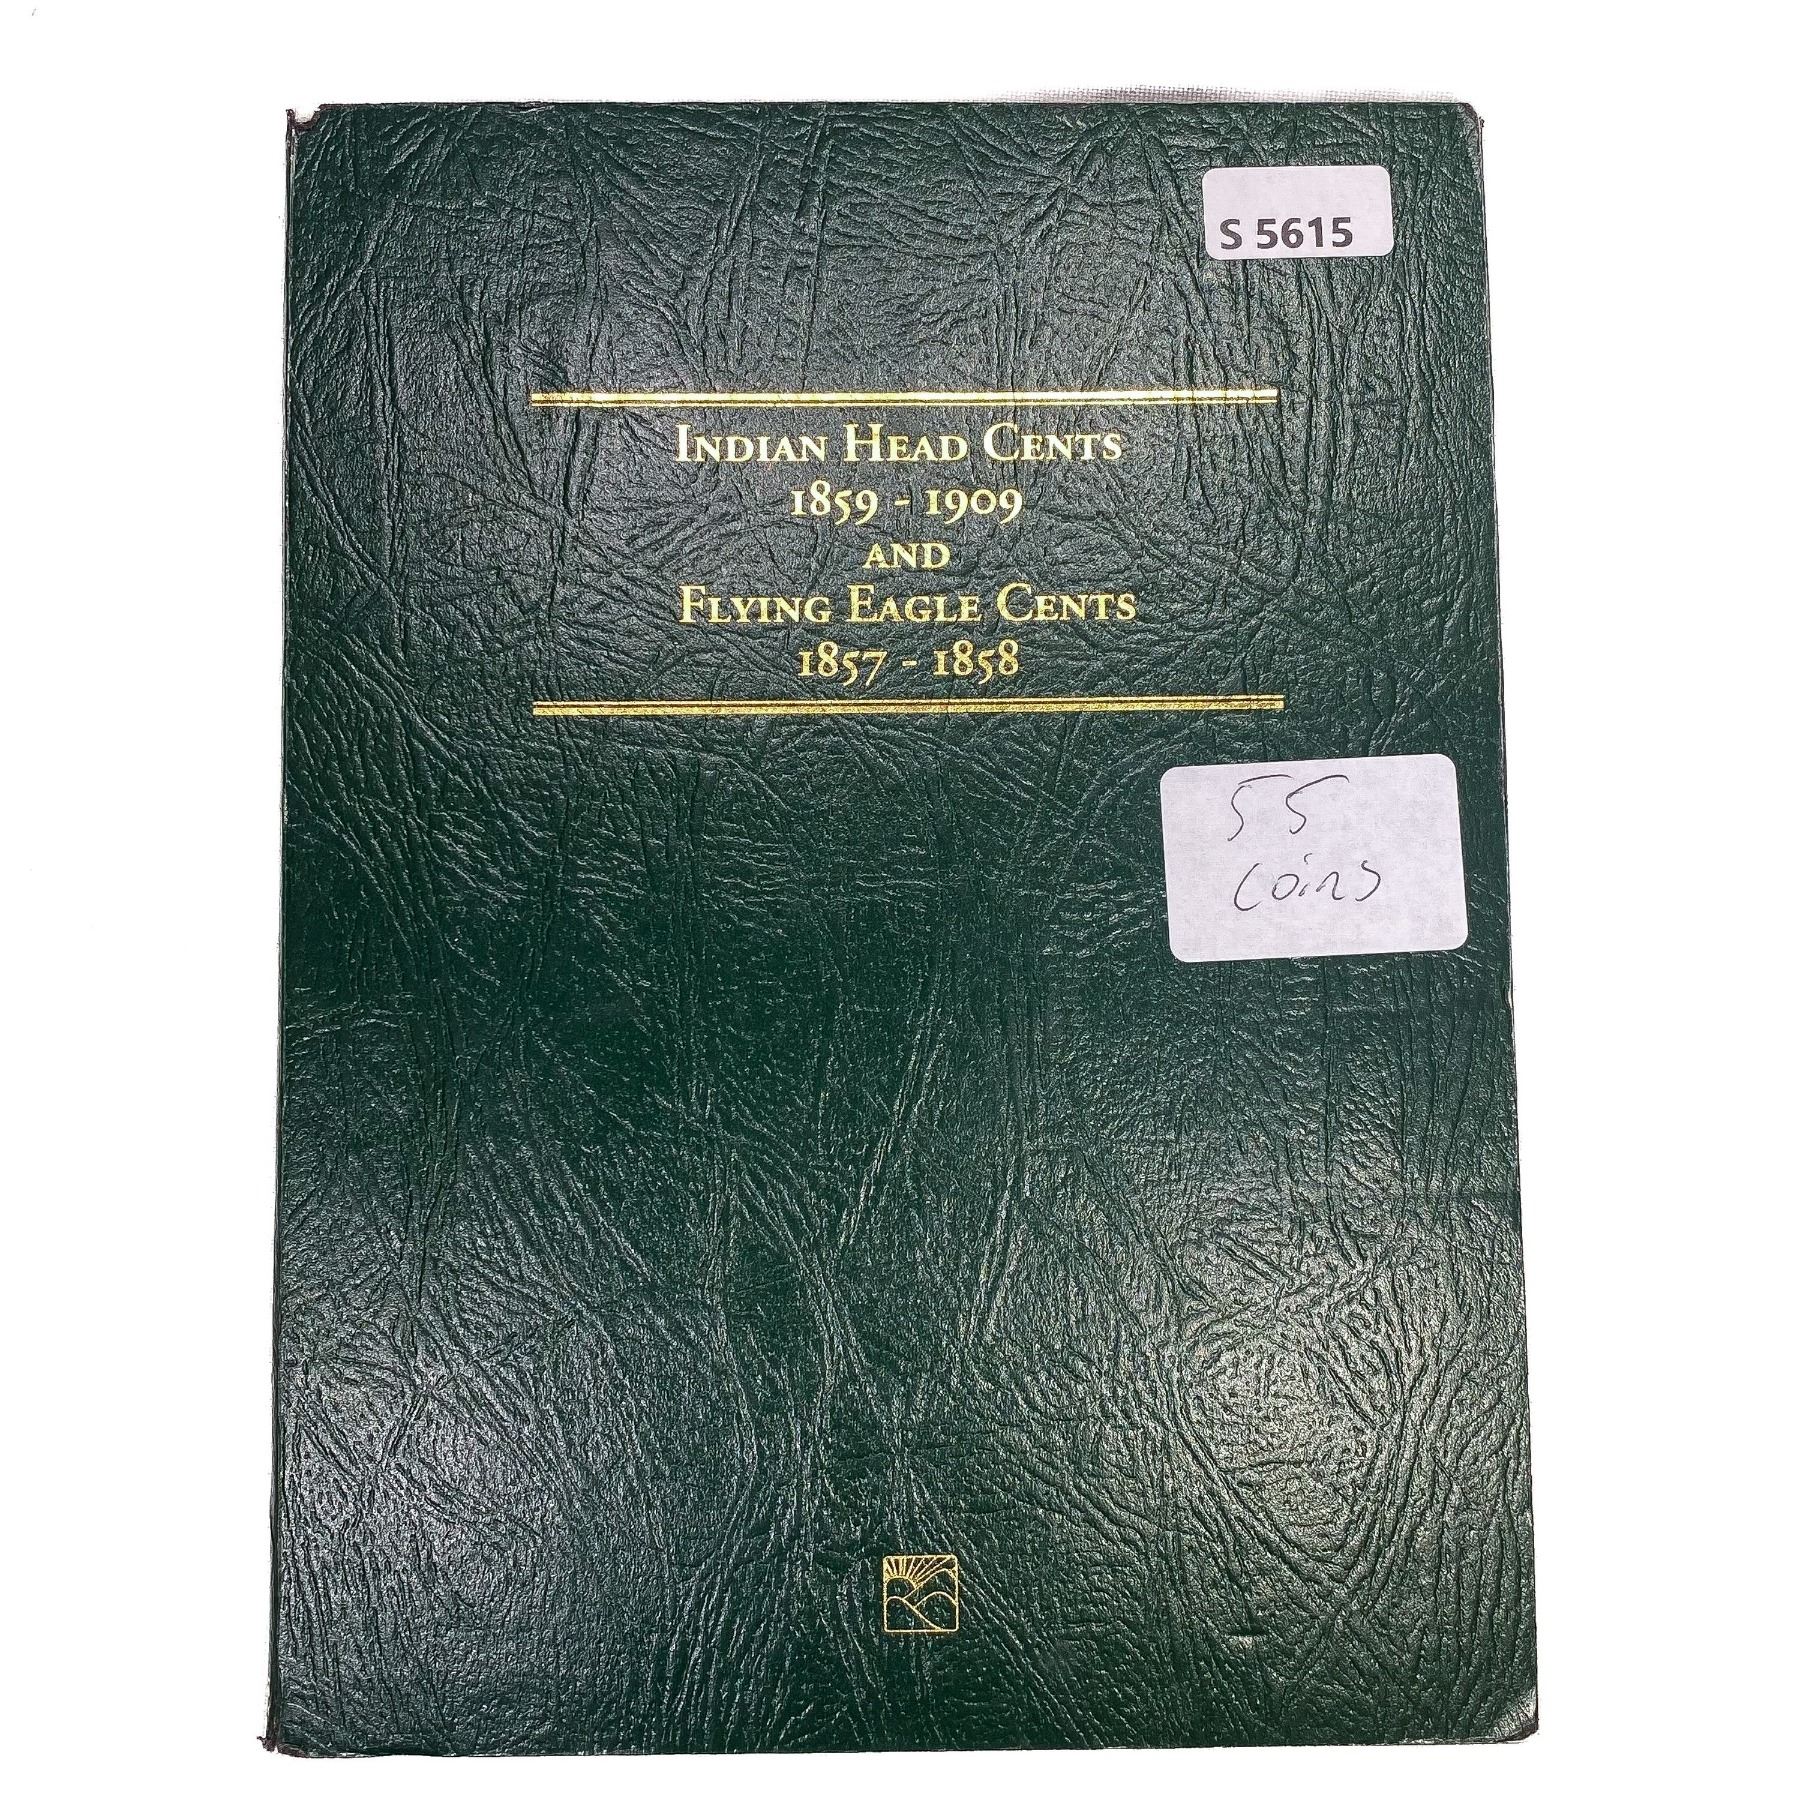 S 5615
Indian Head Cents
1859 - 1909
and
Flying Eagle Cents
1857 - 1858
55
Coins